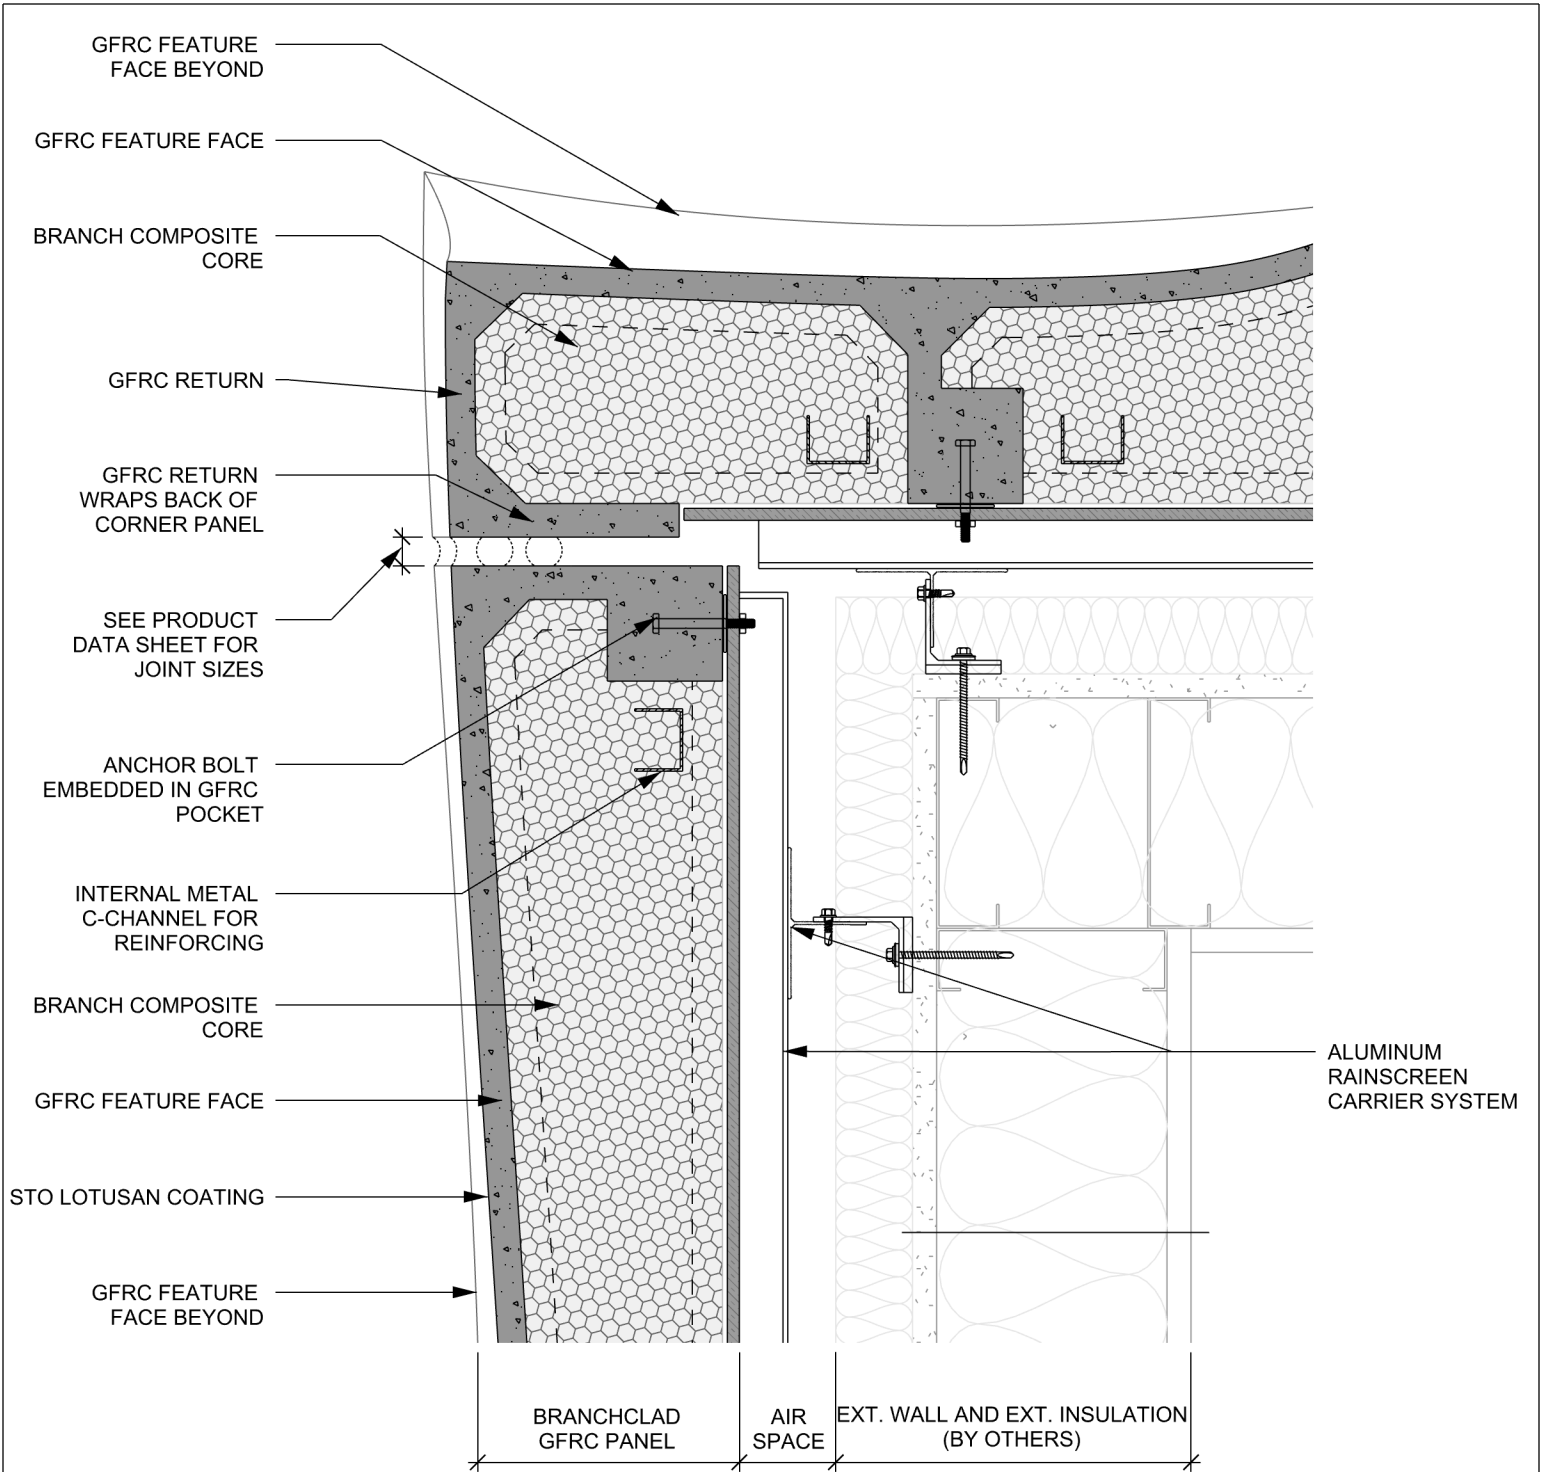 GFRC FEATURE
FACE BEYOND
GFRC FEATURE FACE
BRANCH COMPOSITE
CORE
GFRC RETURN
GFRC RETURN
WRAPS BACK OF
CORNER PANEL
SEE PRODUCT
DATA SHEET FOR
JOINT SIZES
ANCHOR BOLT
EMBEDDED IN GFRC
POCKET
INTERNAL METAL
C-CHANNEL FOR
REINFORCING
BRANCH COMPOSITE
CORE
GFRC FEATURE FACE
STO LOTUSAN COATING
GFRC FEATURE
FACE BEYOND
ALUMINUM
RAINSCREEN
CARRIER SYSTEM
BRANCHCLAD
GFRC PANEL
AIR
SPACE
EXT. WALL AND EXT. INSULATION
(BY OTHERS)